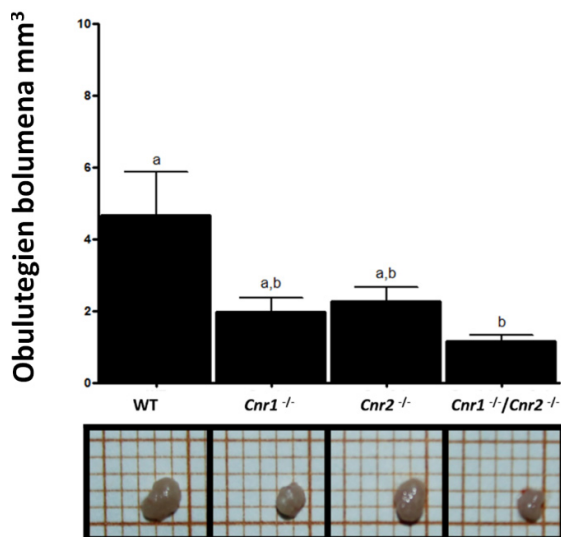 Obulutegien bolumena mm³
10
8
6
4
2
0
a
a,b
a,b
b
WT
Cnr1 -/-
Cnr2 -/-
Cnr1 -/-/Cnr2 -/-